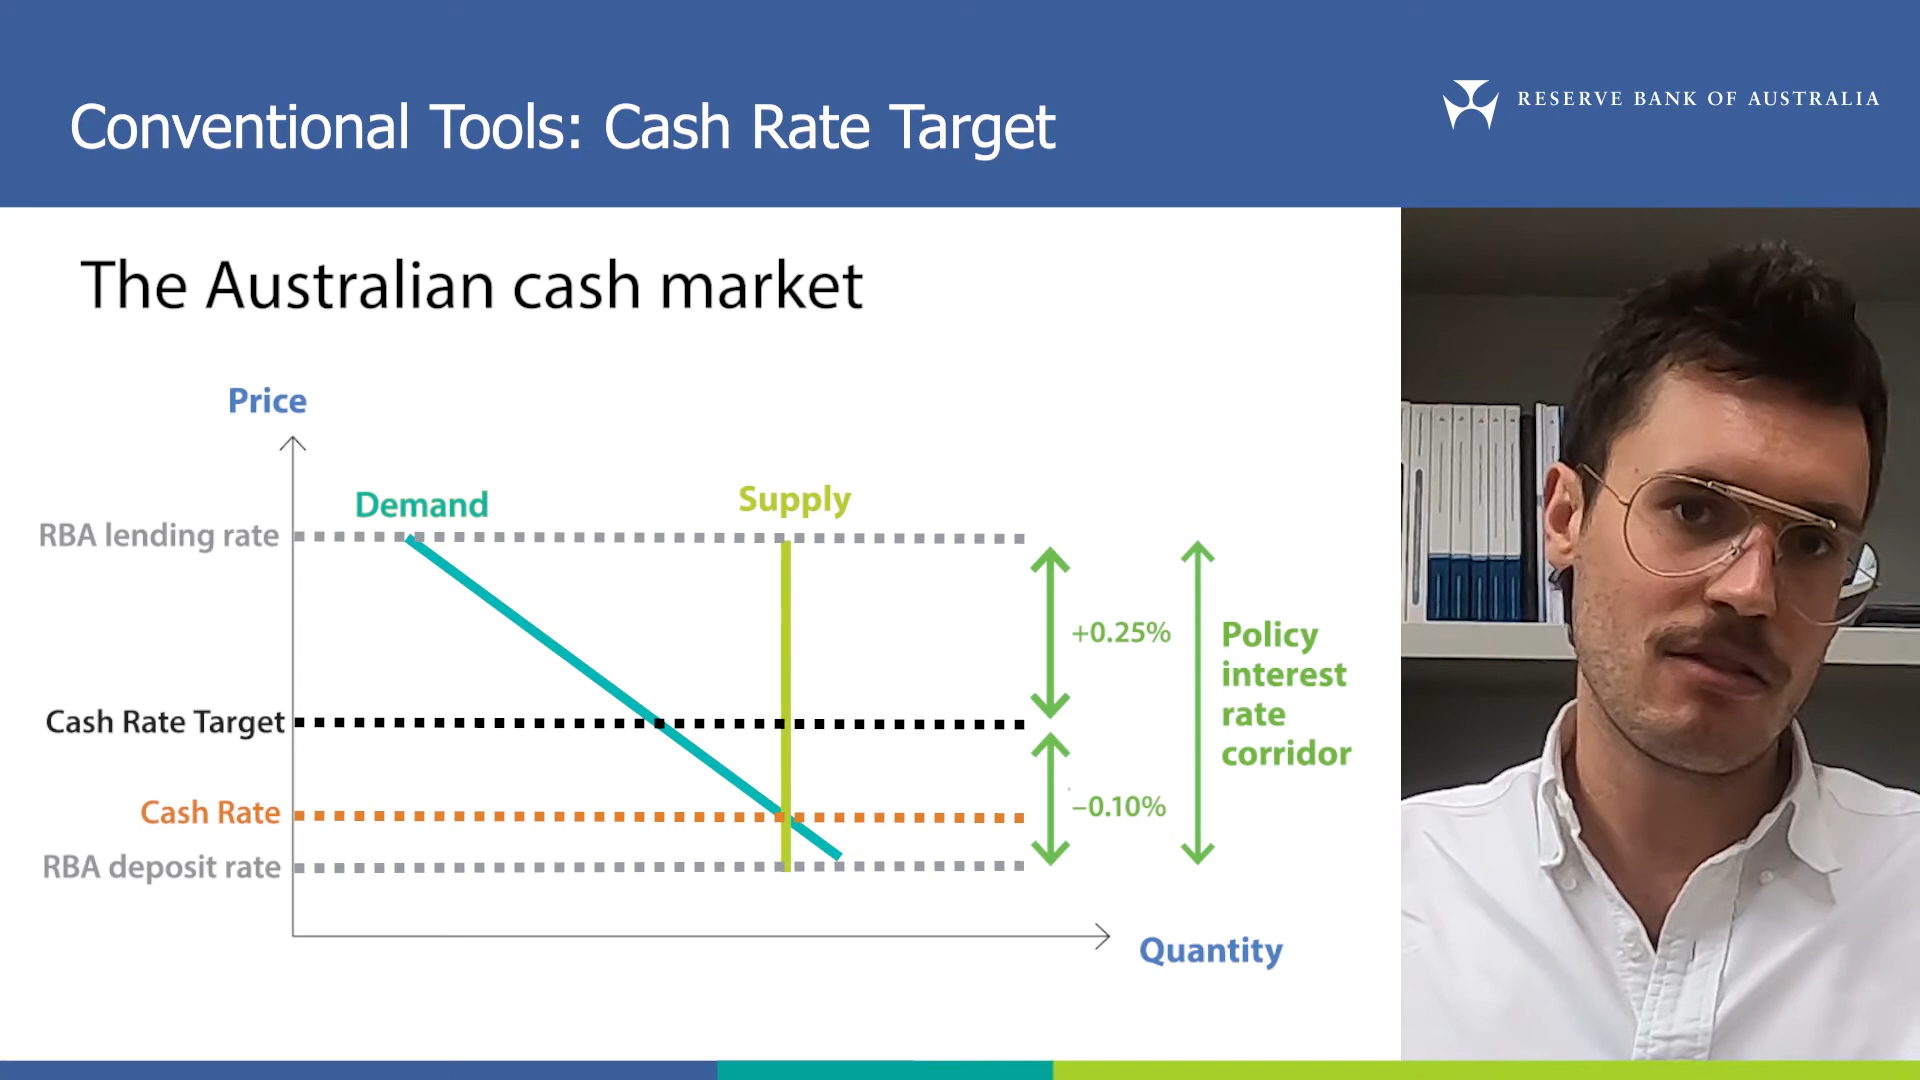 Conventional Tools: Cash Rate Target
RESERVE BANK OF AUSTRALIA
The Australian cash market
Price
Demand
Supply
RBA lending rate
+0.25%
Policy
interest
rate
corridor
Cash Rate Target
–0.10%
Cash Rate
RBA deposit rate
Quantity